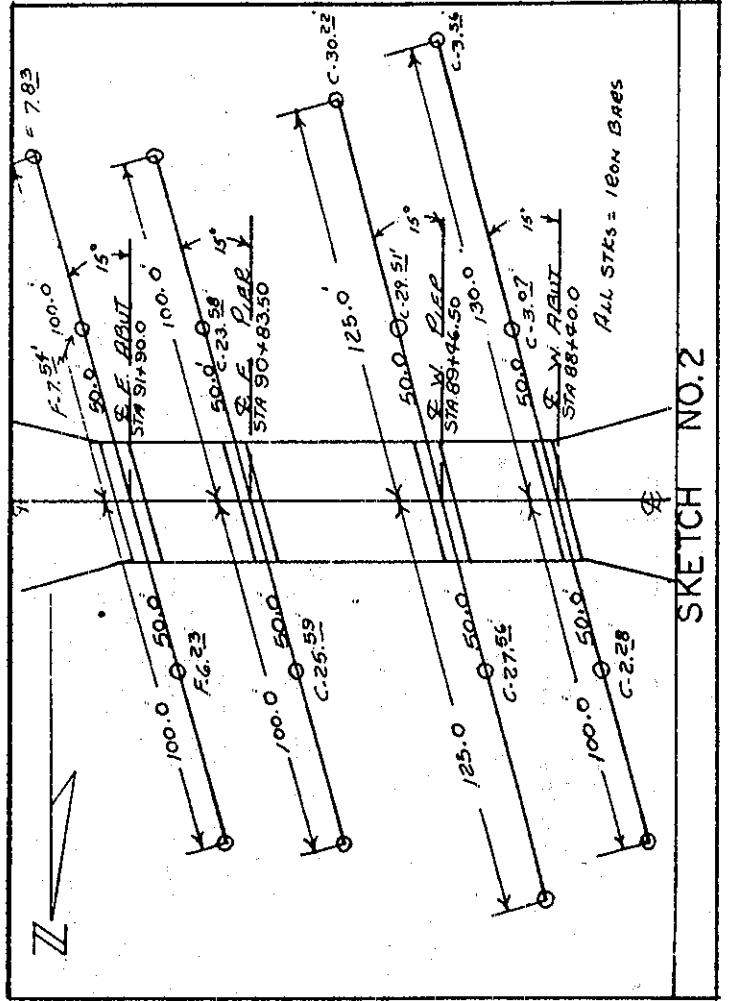 = 7.83
F-7.54'
100.0
50.0
15°
℄ E. ABUT
STA 91+90.0
100.0
15°
50.0'
C-23.58
℄ E. PIER
STA 90+83.50
C-30.22
125.0'
15°
50.0
C-29.51'
℄ W. PIER
STA 89+46.50
C-3.56
130.0'
15°
50.0
C-3.07'
℄ W. ABUT
STA 88+40.0
ALL STKS = IRON BARS
50.0
F-6.23
100.0
50.0
C-25.59
100.0
50.0
C-27.56
125.0
50.0
C-2.28
100.0
℄
N
SKETCH NO. 2